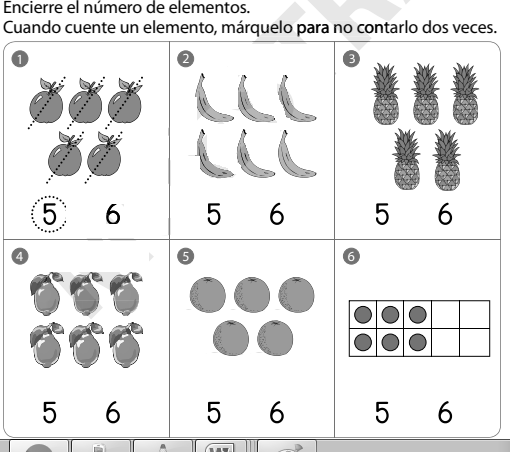 Encierre el número de elementos.
Cuando cuente un elemento, márquelo para no contarlo dos veces.
1 2 3
5 6 5 6 5 6
4 5 6
5 6 5 6 5 6
W